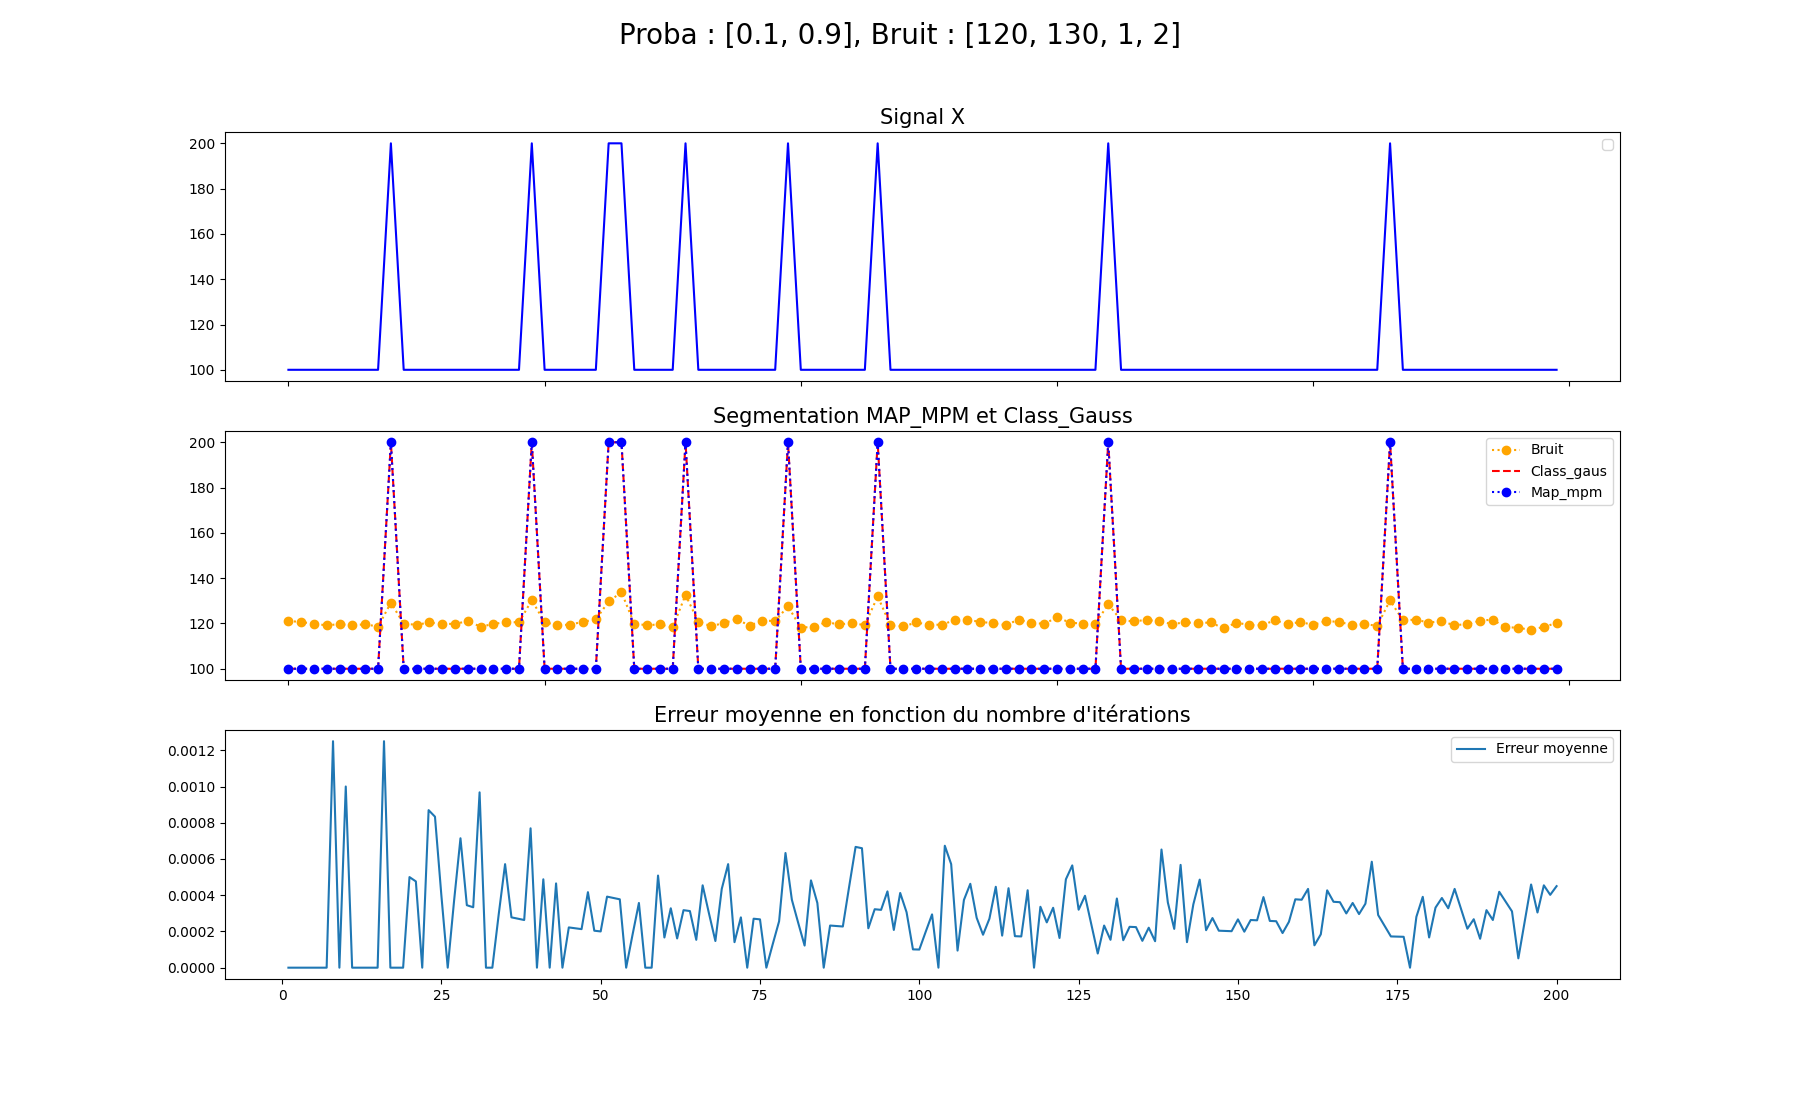 Proba : [0.1, 0.9], Bruit : [120, 130, 1, 2]
Signal X
200
180
160
140
120
100
Segmentation MAP_MPM et Class_Gauss
200
180
160
140
120
100
Bruit
Class_gaus
Map_mpm
Erreur moyenne en fonction du nombre d'itérations
0.0012
0.0010
0.0008
0.0006
0.0004
0.0002
0.0000
Erreur moyenne
0 25 50 75 100 125 150 175 200